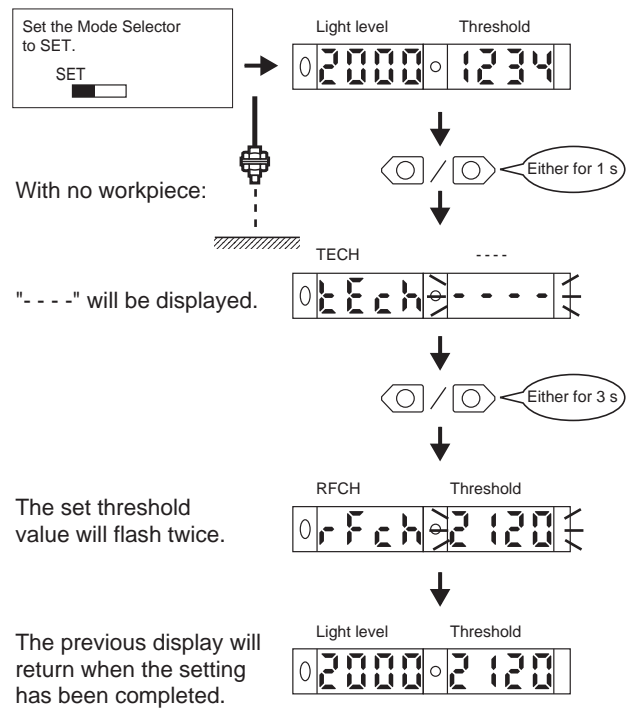 Set the Mode Selector
to SET.
SET
Light level Threshold
2000 1234
Either for 1 s
With no workpiece:
TECH - - - -
tEch - - - -
"- - - -" will be displayed.
Either for 3 s
RFCH Threshold
rFch 2120
The set threshold
value will flash twice.
Light level Threshold
2000 2120
The previous display will
return when the setting
has been completed.